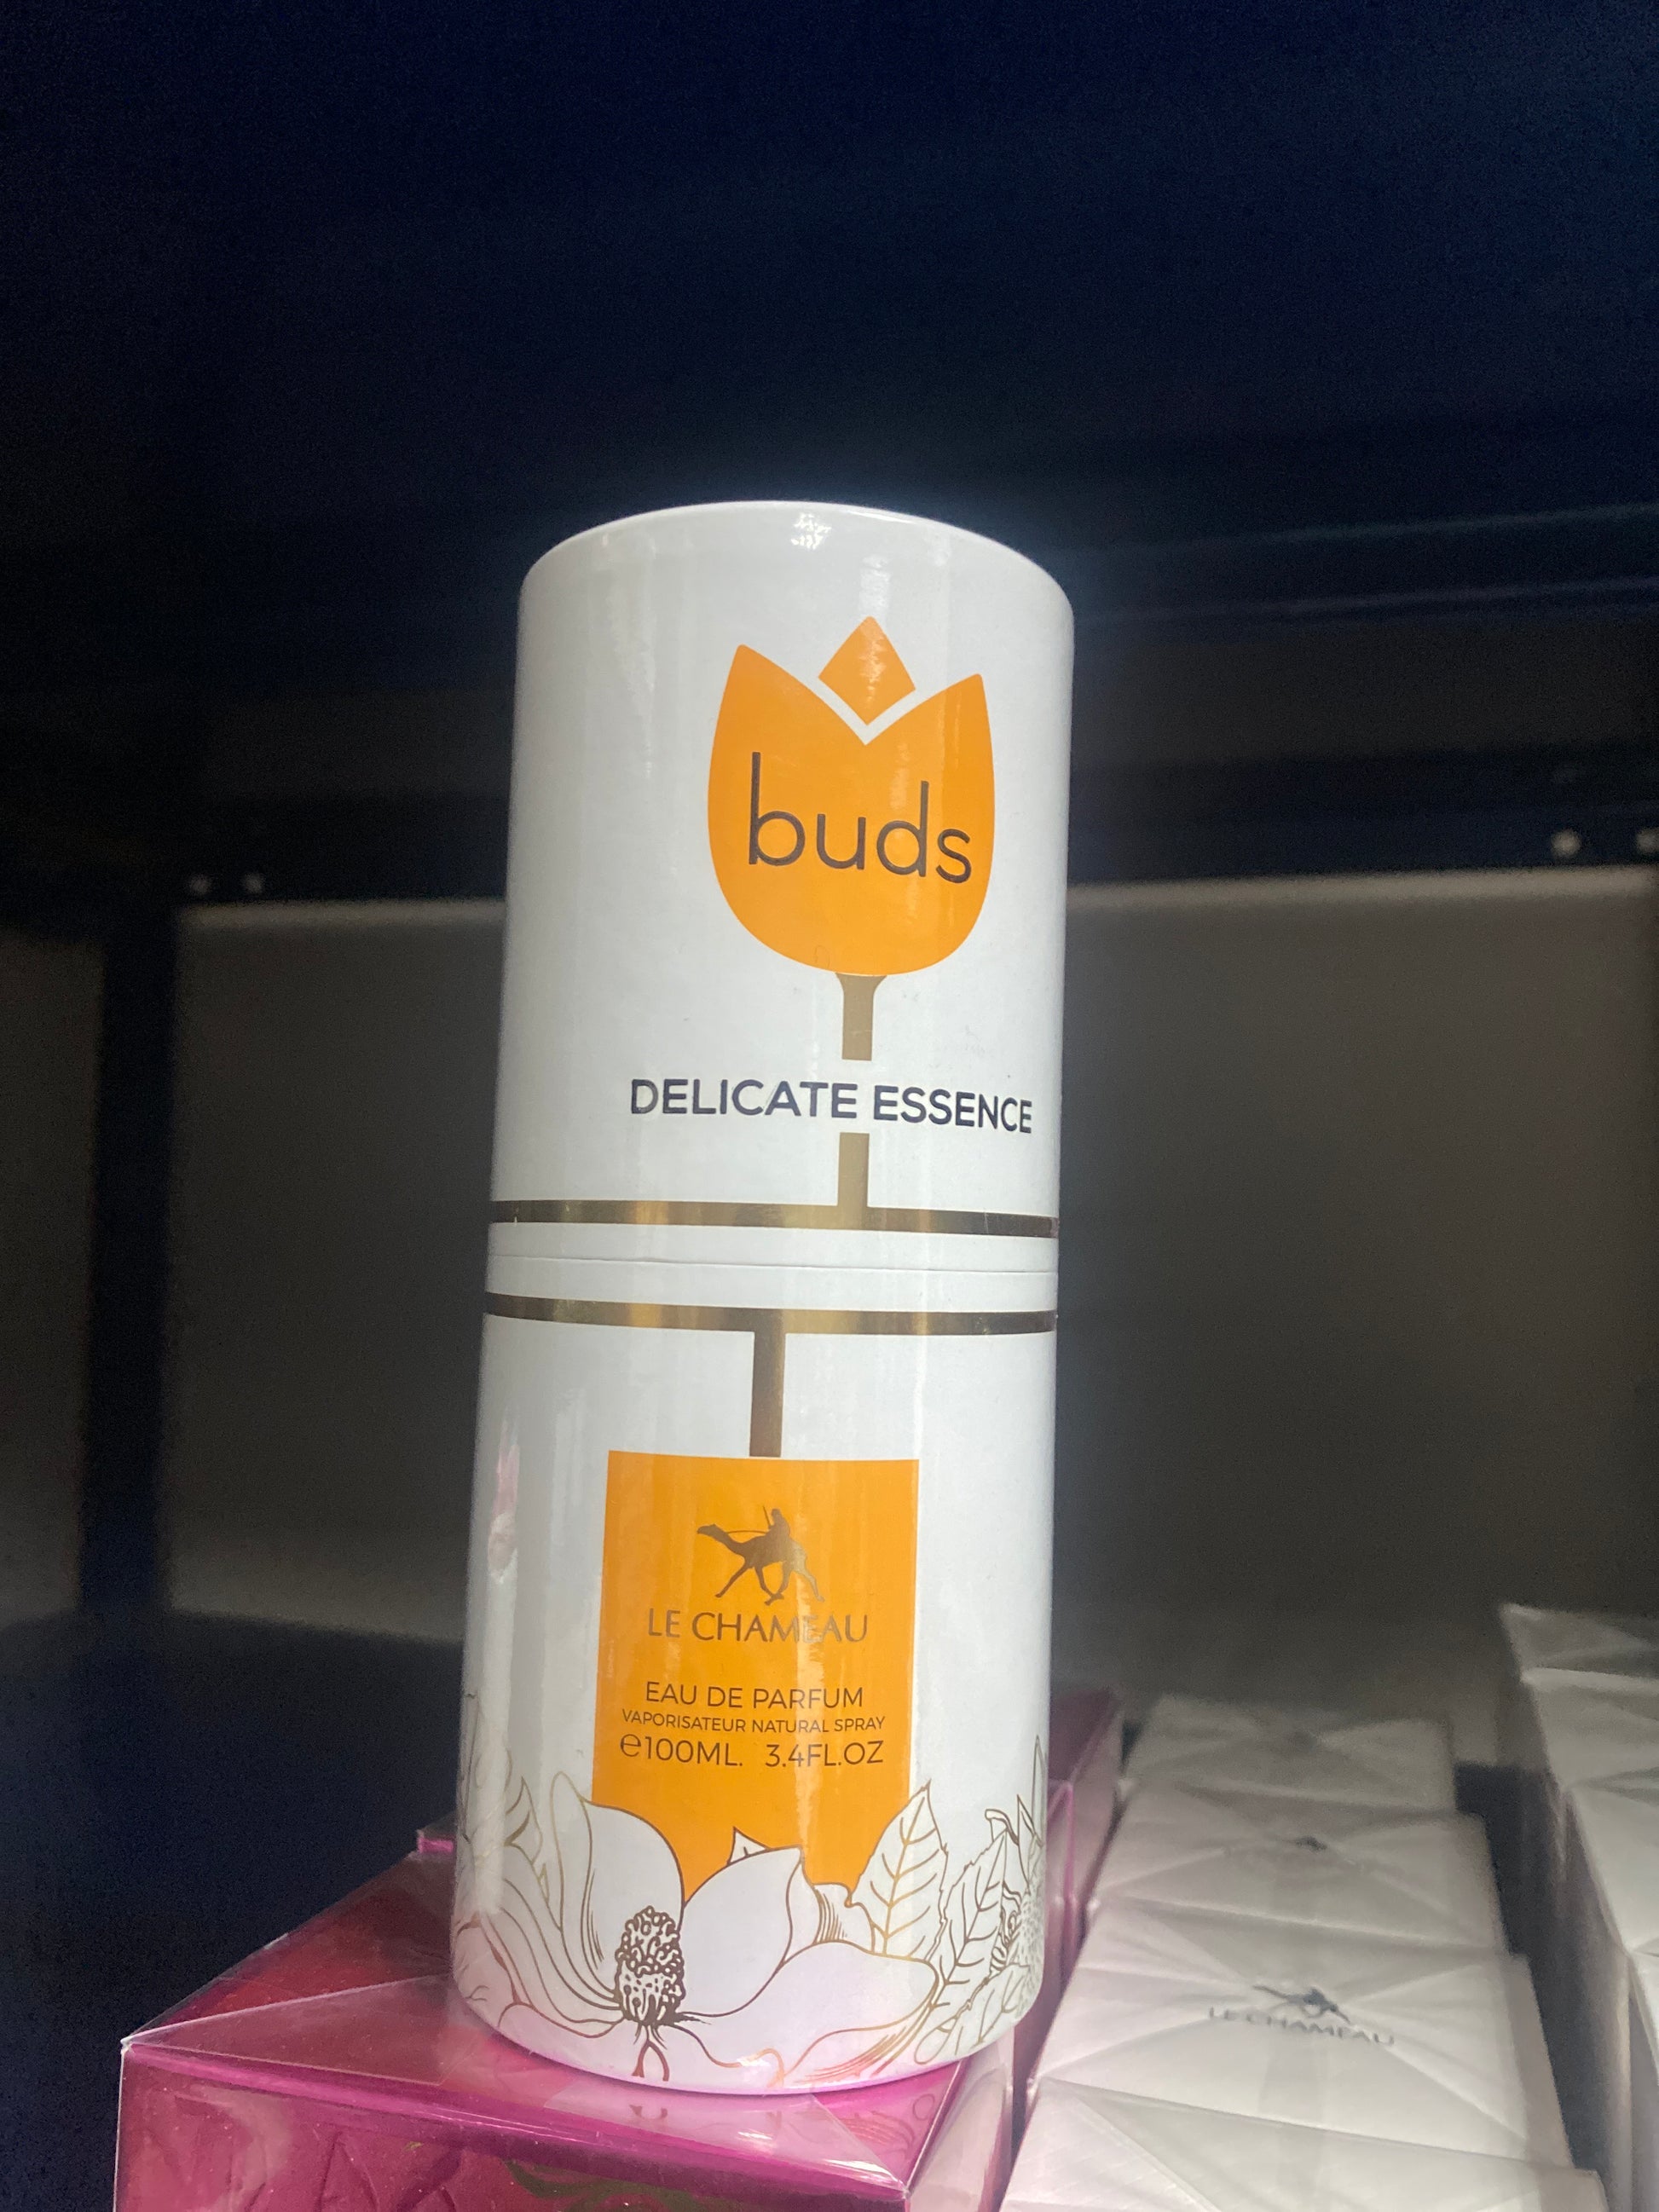 buds
DELICATE ESSENCE
LE CHAMEAU
EAU DE PARFUM
VAPORISATEUR NATURAL SPRAY
℮100ML. 3.4FL.OZ
LE CHAMEAU